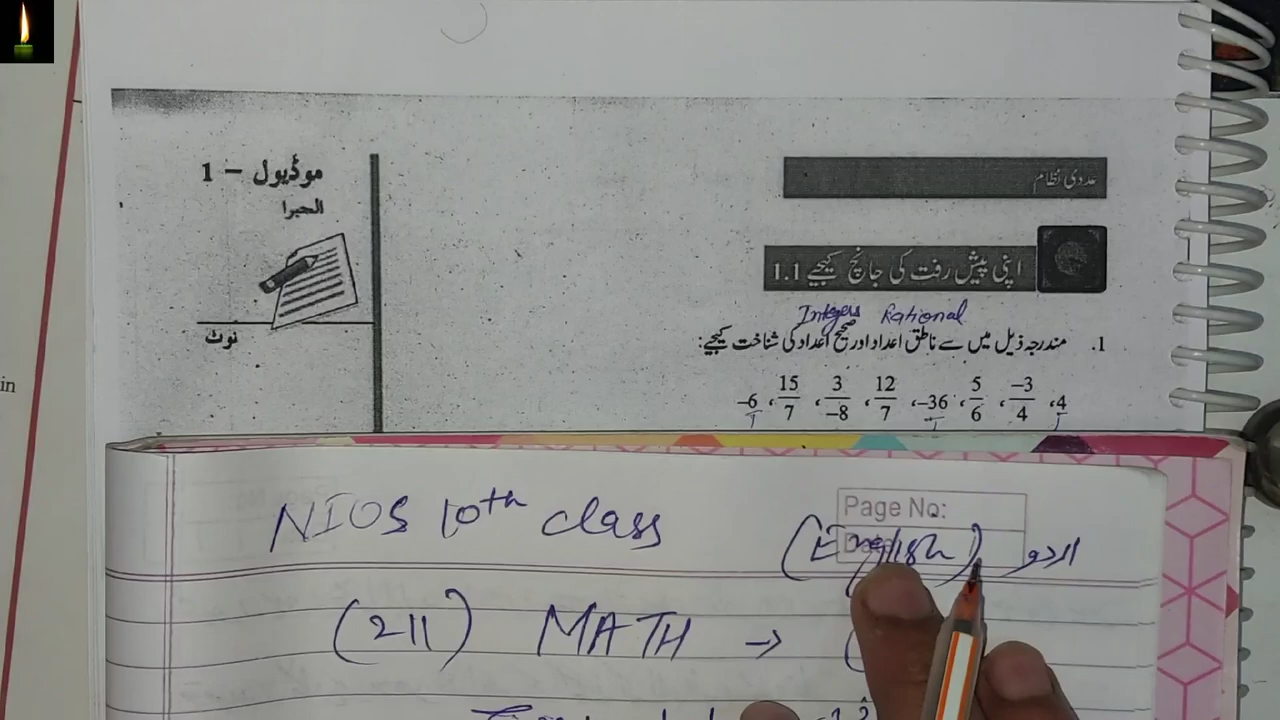 موڈیول – 1
الجبرا
نوٹ
عددی نظام
اپنی پیش رفت کی جانچ کیجیے 1.1
Intgers Rational
1. مندرجہ ذیل میں سے ناطق اعداد اور صحیح اعداد کی شناخت کیجیے:
4، -3/4، 5/6، -36، 12/7، 3/-8، 15/7، -6
in
Page No:
NIOS 10th class (English) اردو
(211) MATH → (